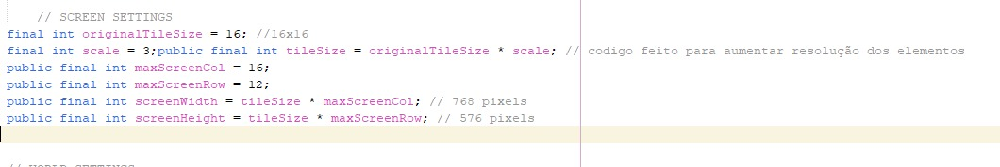 // SCREEN SETTINGS
final int originalTileSize = 16; //16x16
final int scale = 3;public final int tileSize = originalTileSize * scale; // codigo feito para aumentar resolução dos elementos
public final int maxScreenCol = 16;
public final int maxScreenRow = 12;
public final int screenWidth = tileSize * maxScreenCol; // 768 pixels
public final int screenHeight = tileSize * maxScreenRow; // 576 pixels
// WORLD SETTINGS